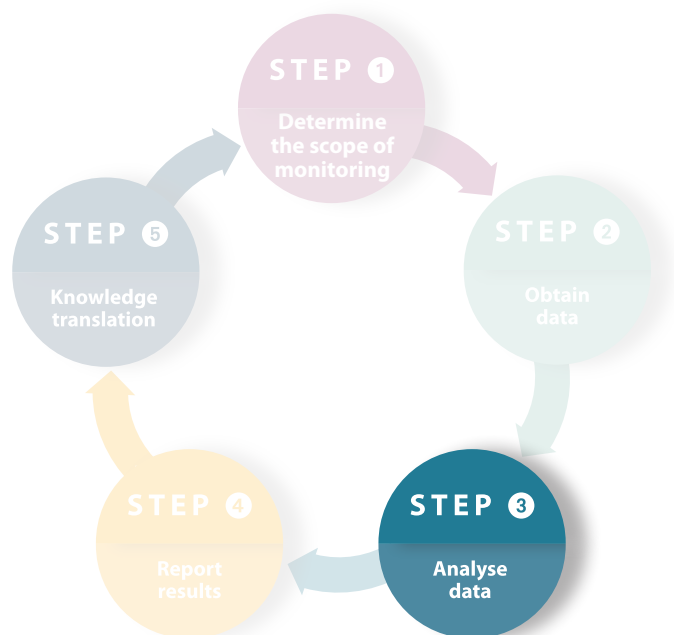 STEP 1
Determine
the scope of
monitoring
STEP 2
Obtain
data
STEP 3
Analyse
data
STEP 4
Report
results
STEP 5
Knowledge
translation